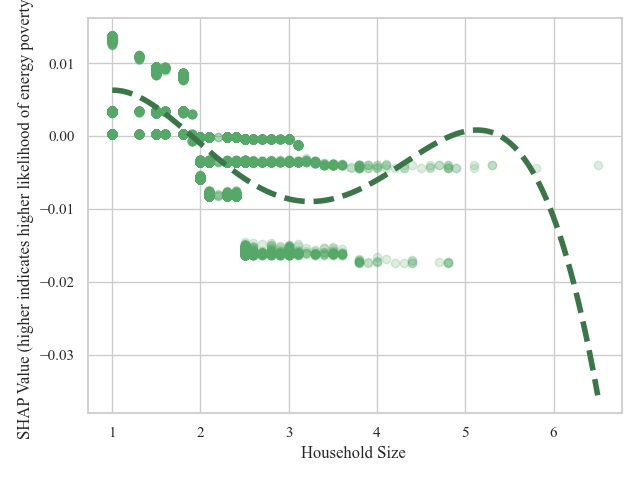 SHAP Value (higher indicates higher likelihood of energy poverty
0.01
0.00
−0.01
−0.02
−0.03
1 2 3 4 5 6
Household Size